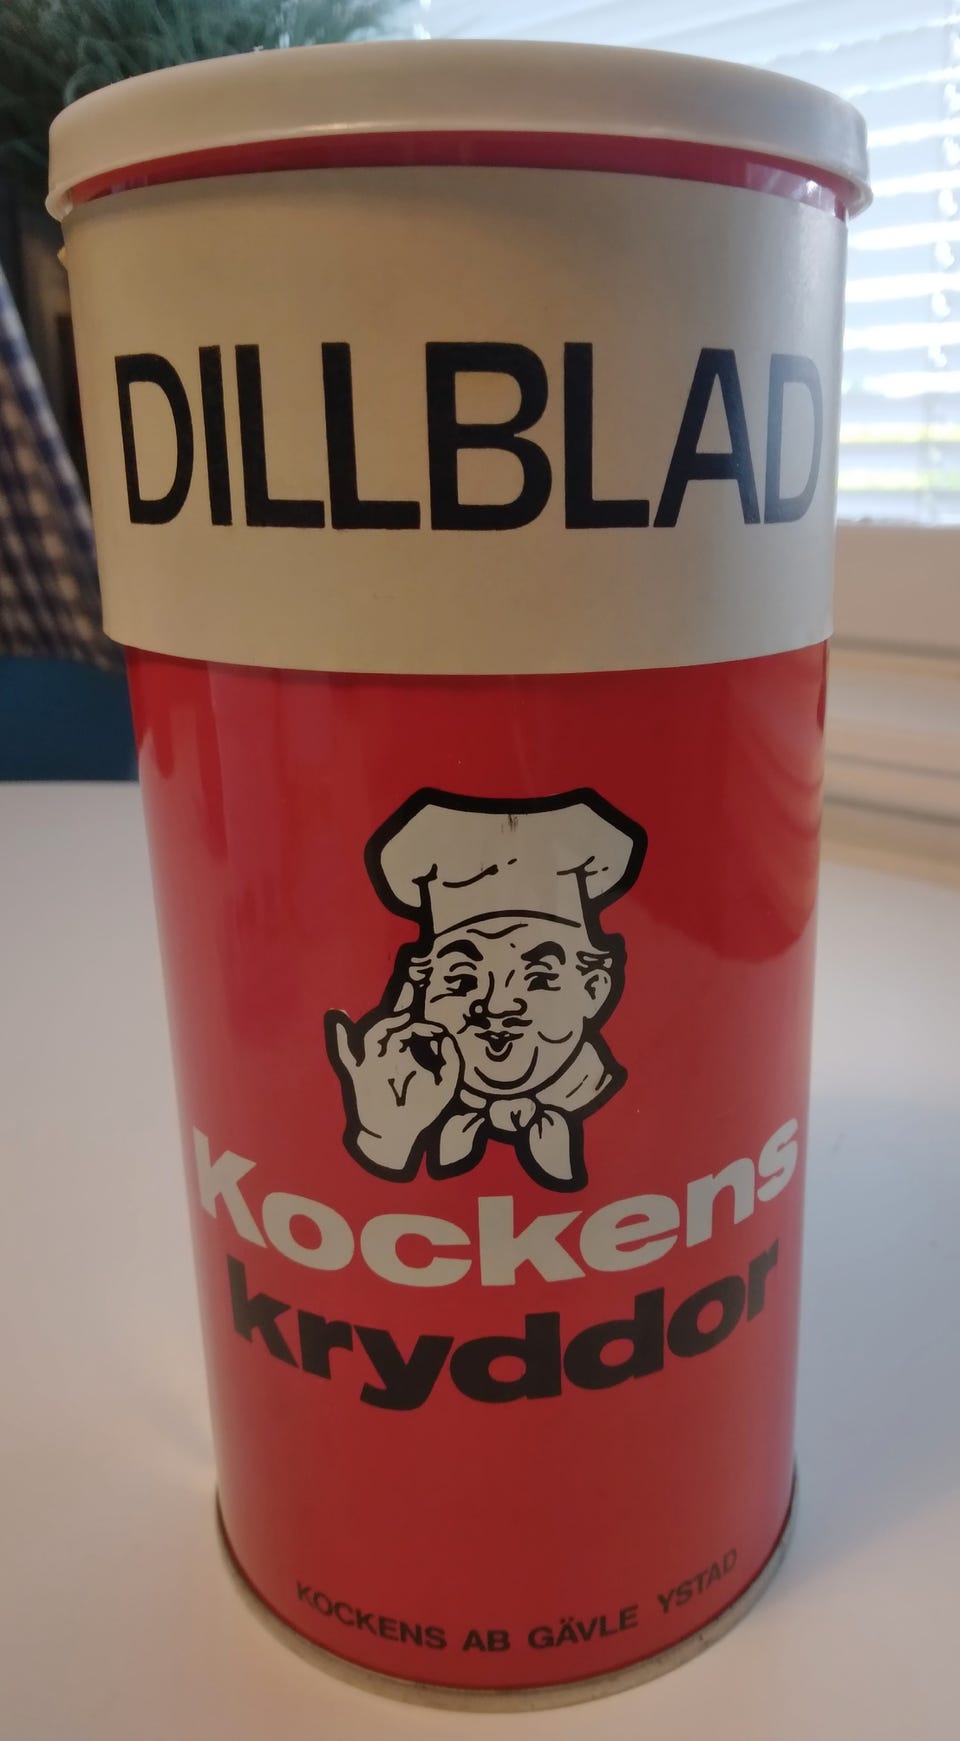 DILLBLAD
Kockens
kryddor
KOCKENS AB GÄVLE YSTAD